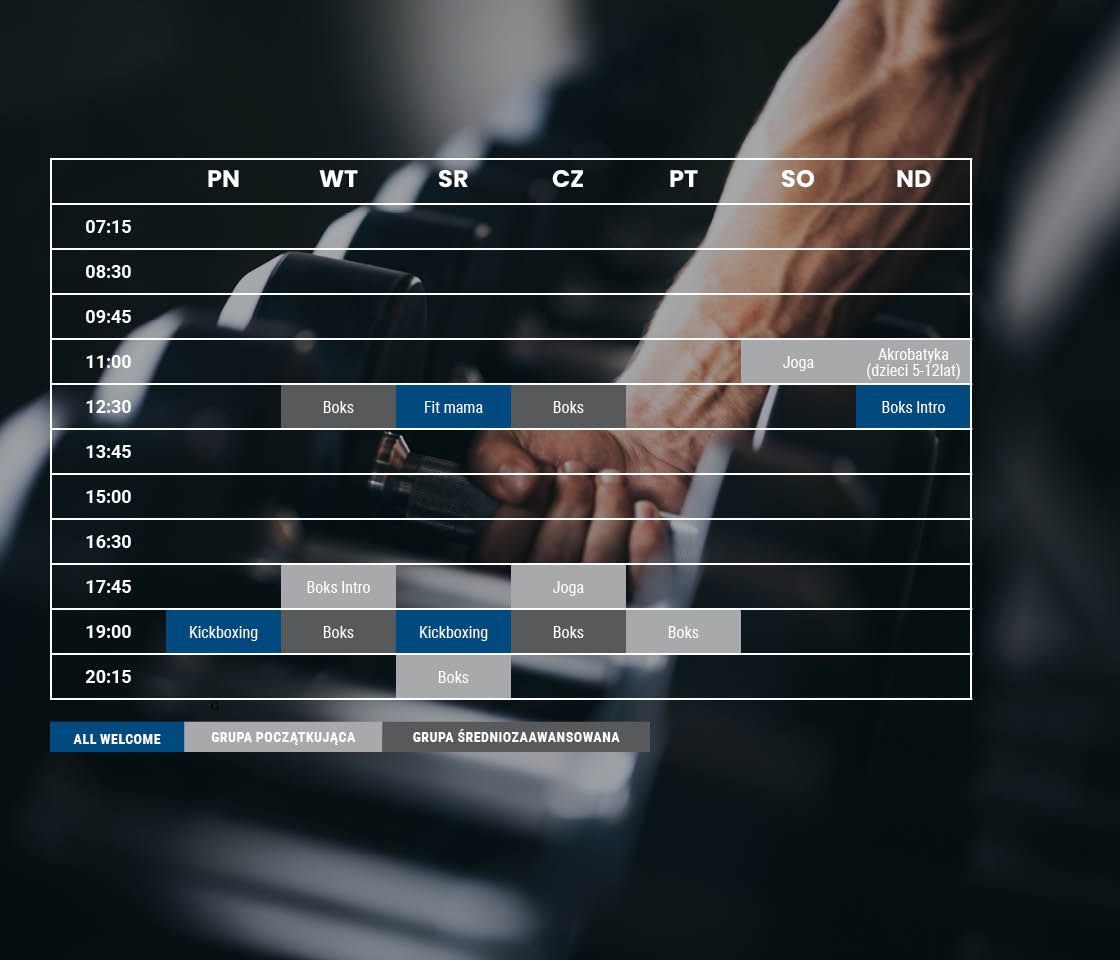 PN WT SR CZ PT SO ND
07:15
08:30
09:45
11:00 Joga Akrobatyka
(dzieci 5-12lat)
12:30 Boks Fit mama Boks Boks Intro
13:45
15:00
16:30
17:45 Boks Intro Joga
19:00 Kickboxing Boks Kickboxing Boks Boks
20:15 Boks
G
ALL WELCOME GRUPA POCZĄTKUJĄCA GRUPA ŚREDNIOZAAWANSOWANA